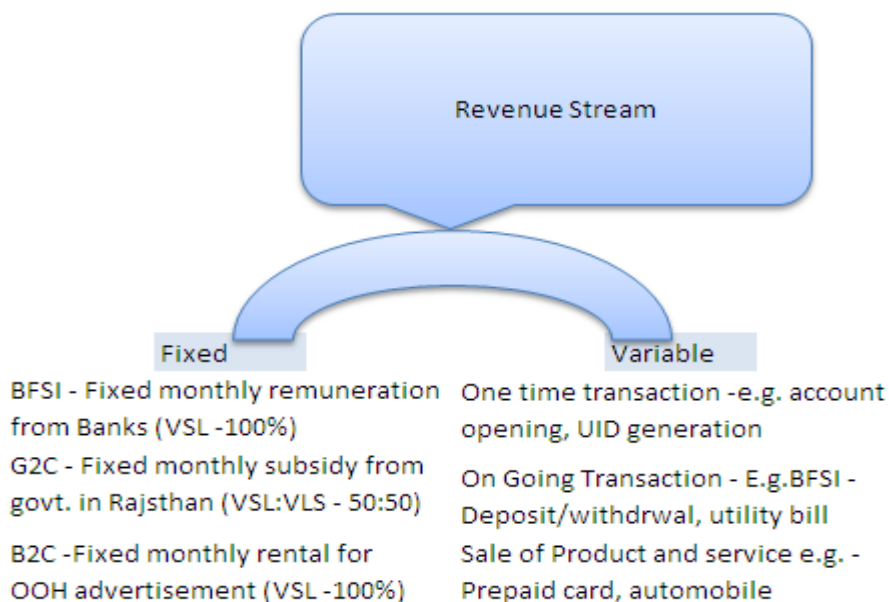 Revenue Stream
Fixed
BFSI - Fixed monthly remuneration
from Banks (VSL -100%)
G2C - Fixed monthly subsidy from
govt. in Rajsthan (VSL:VLS - 50:50)
B2C -Fixed monthly rental for
OOH advertisement (VSL -100%)
Variable
One time transaction -e.g. account
opening, UID generation
On Going Transaction - E.g.BFSI -
Deposit/withdrwal, utility bill
Sale of Product and service e.g. -
Prepaid card, automobile